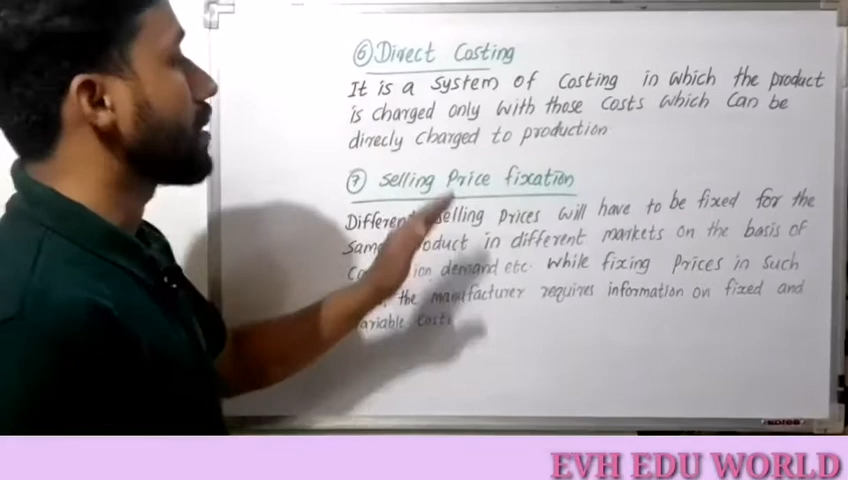 ⑥ Direct Costing
It is a system of costing in which the product
is charged only with those costs which can be
direcly charged to production
⑦ Selling Price fixation
Different selling Prices will have to be fixed for the
Same in different markets on the basis of
demand etc. while fixing Prices in such
the manufacturer requires information on fixed and
costs
EVH EDU WORLD